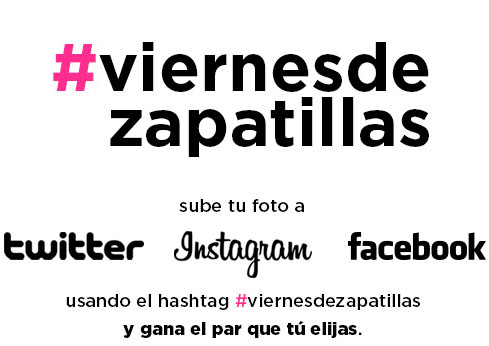 #viernesde
zapatillas
sube tu foto a
twitter Instagram facebook
usando el hashtag #viernesdezapatillas
y gana el par que tú elijas.